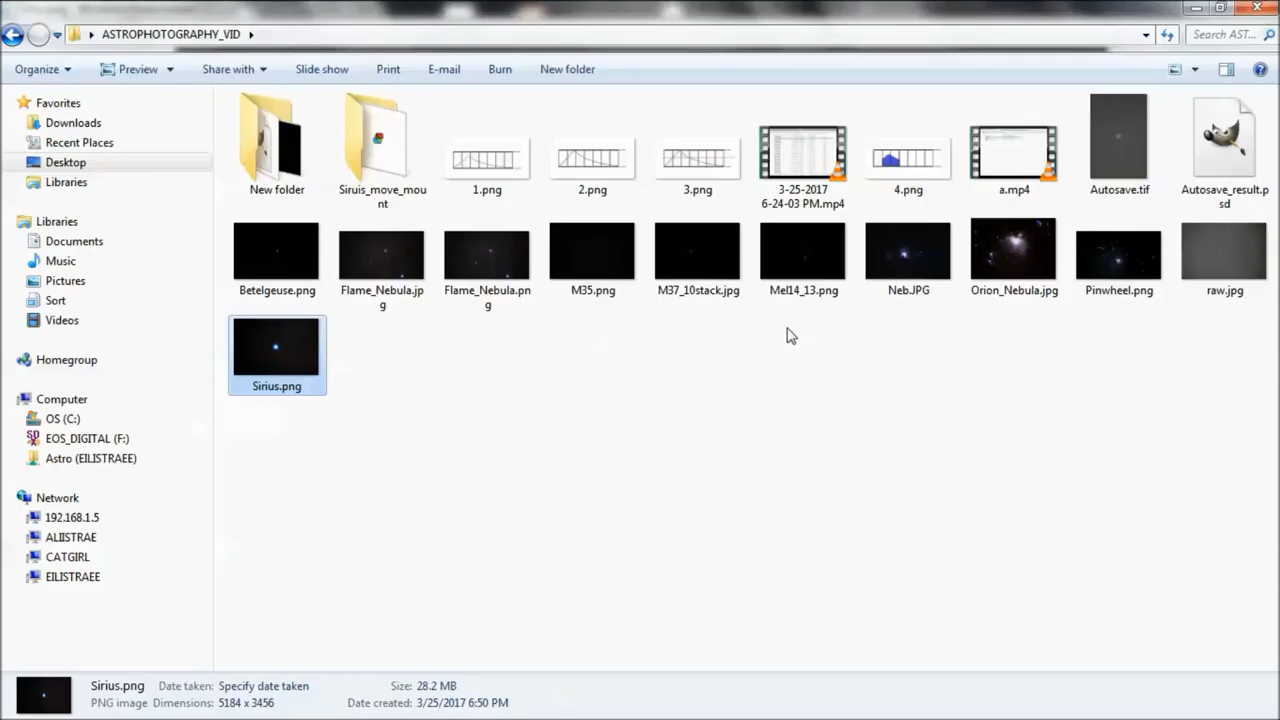 ASTROPHOTOGRAPHY_VID
Search AST...
Organize
Preview
Share with
Slide show
Print
E-mail
Burn
New folder
Favorites
Downloads
Recent Places
Desktop
Libraries
Libraries
Documents
Music
Pictures
Sort
Videos
Homegroup
Computer
OS (C:)
EOS_DIGITAL (F:)
Astro (EILISTRAEE)
Network
192.168.1.5
ALIISTRAE
CATGIRL
EILISTRAEE
New folder
Siruis_move_mou
nt
1.png
2.png
3.png
3-25-2017
6-24-03 PM.mp4
4.png
a.mp4
Autosave.tif
Autosave_result.p
sd
Betelgeuse.png
Flame_Nebula.jp
g
Flame_Nebula.pn
g
M35.png
M37_10stack.jpg
Mel14_13.png
Neb.JPG
Orion_Nebula.jpg
Pinwheel.png
raw.jpg
Sirius.png
Sirius.png
Date taken: Specify date taken
Size: 28.2 MB
PNG image
Dimensions: 5184 x 3456
Date created: 3/25/2017 6:50 PM